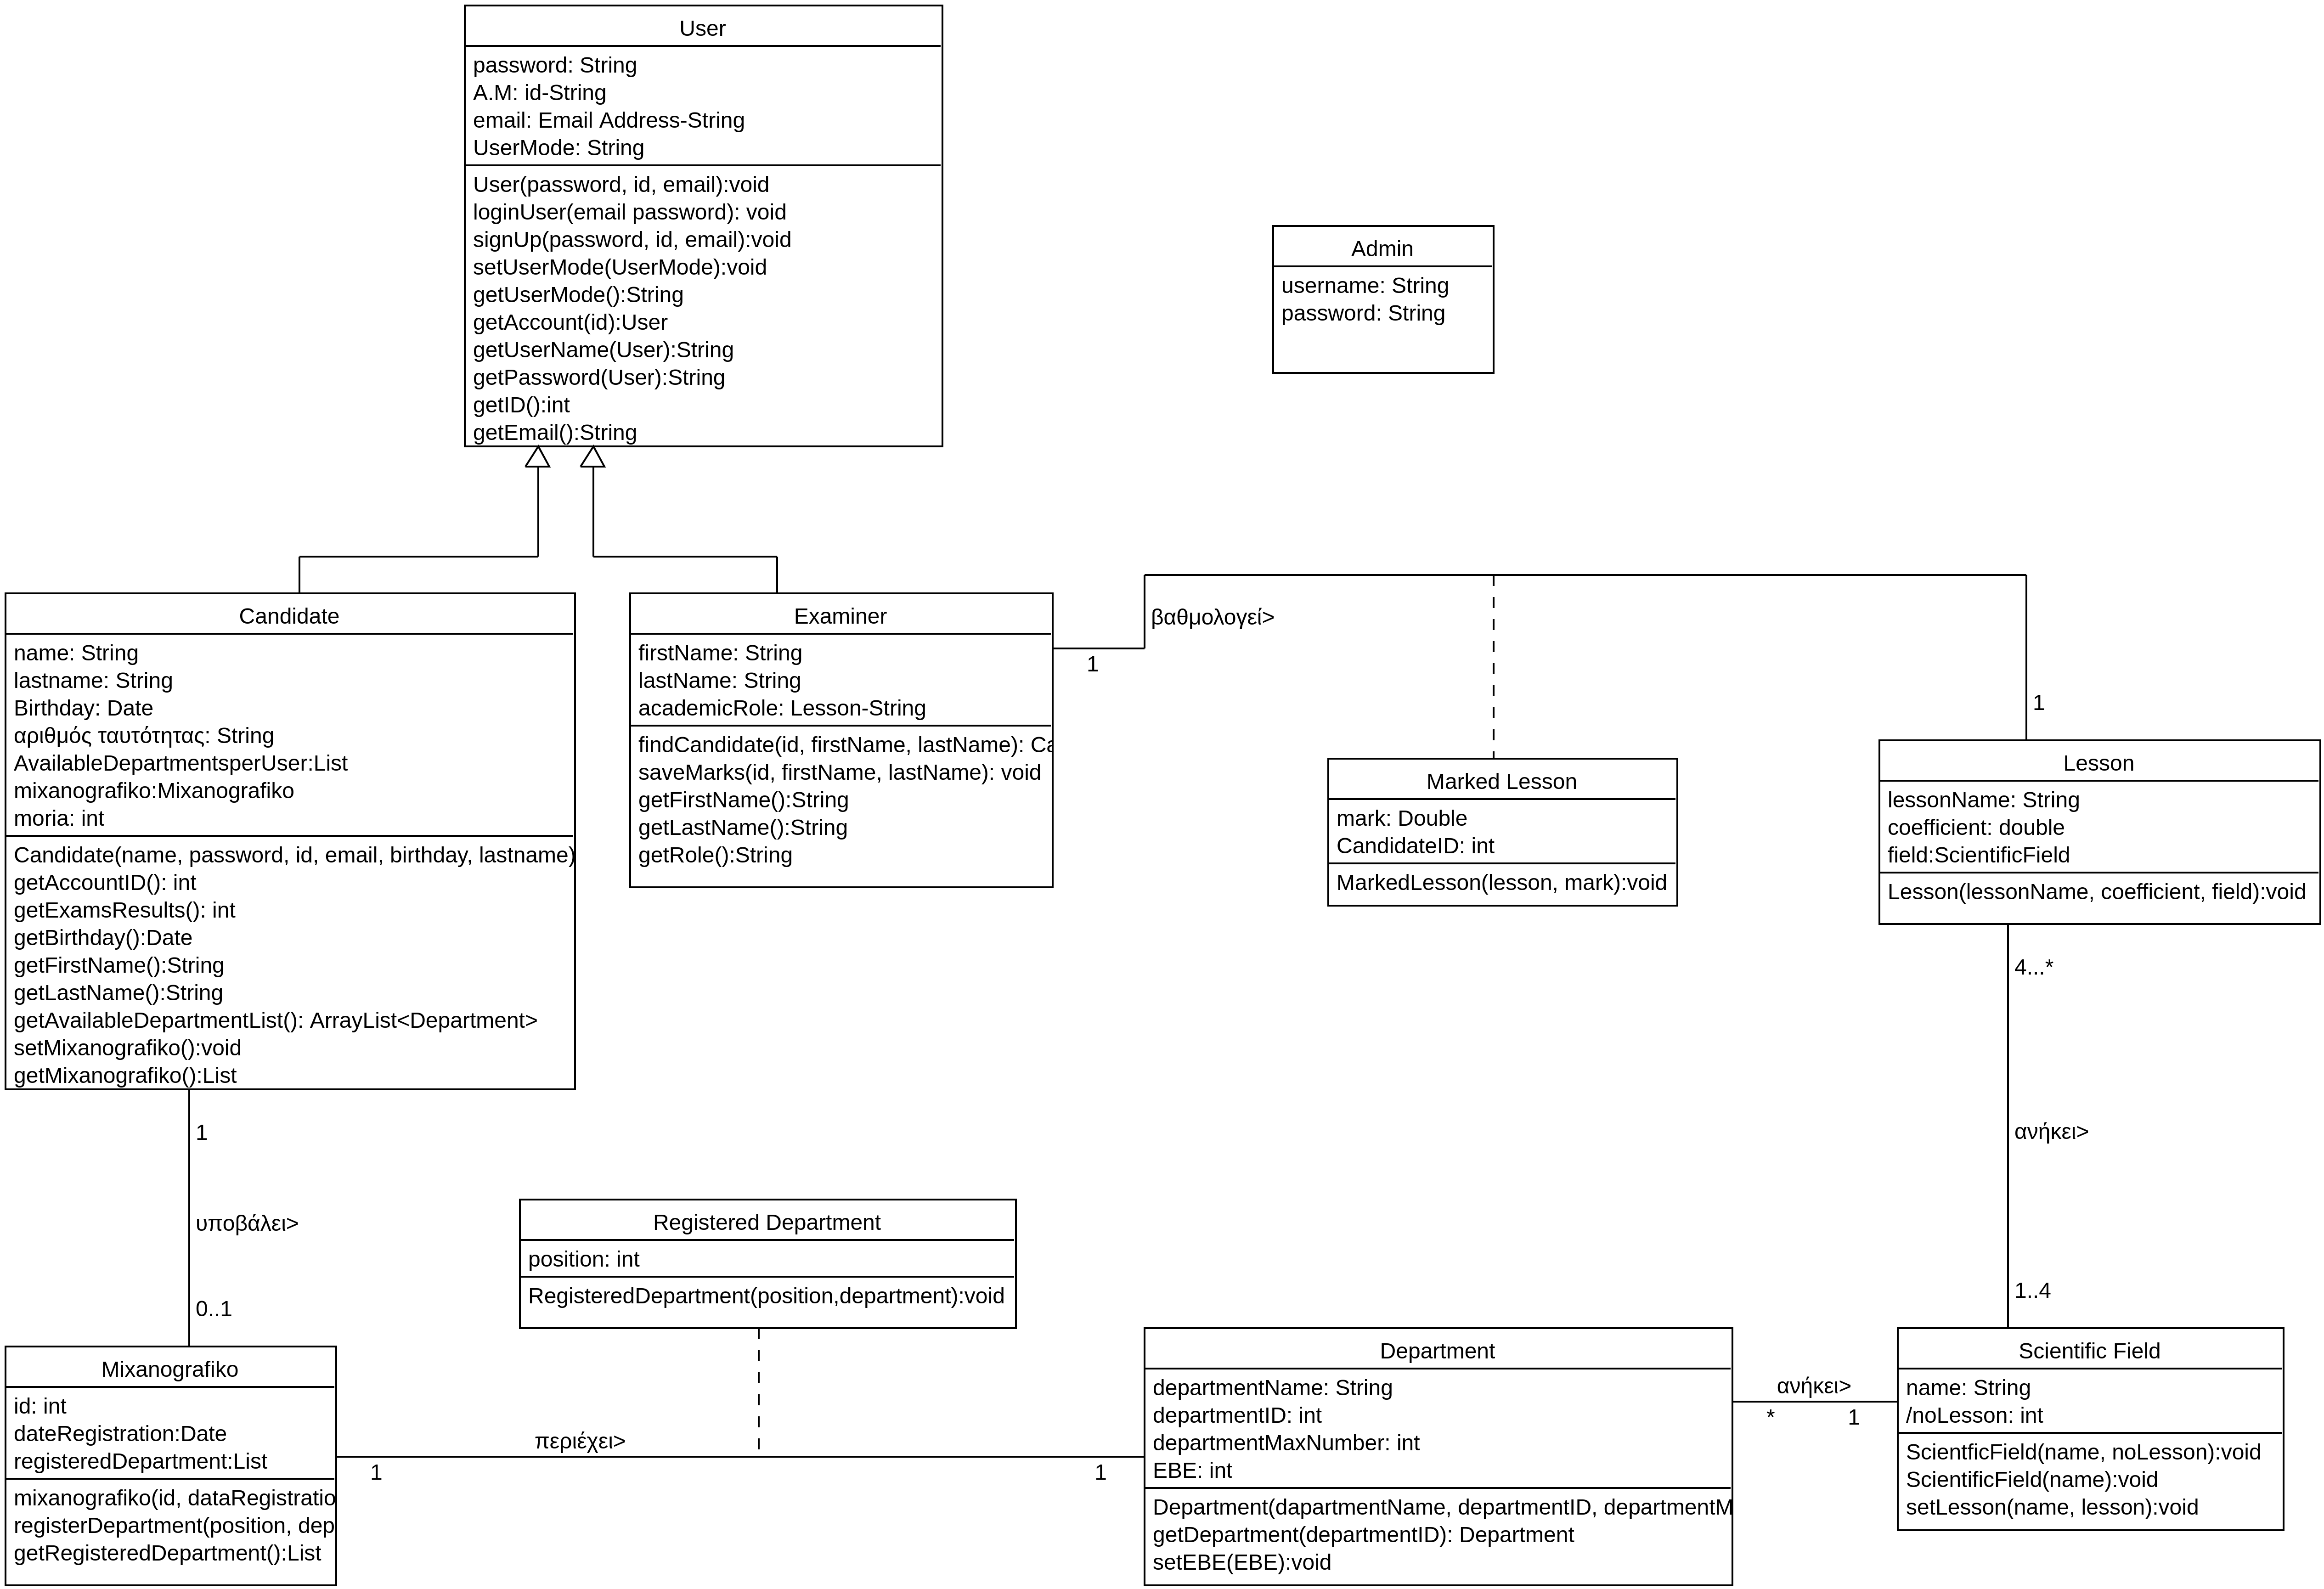 User
password: String
A.M: id-String
email: Email Address-String
UserMode: String
User(password, id, email):void
loginUser(email password): void
signUp(password, id, email):void
setUserMode(UserMode):void
getUserMode():String
getAccount(id):User
getUserName(User):String
getPassword(User):String
getID():int
getEmail():String
Admin
username: String
password: String
Candidate
name: String
lastname: String
Birthday: Date
αριθμός ταυτότητας: String
AvailableDepartmentsperUser:List
mixanografiko:Mixanografiko
moria: int
Candidate(name, password, id, email, birthday, lastname)
getAccountID(): int
getExamsResults(): int
getBirthday():Date
getFirstName():String
getLastName():String
getAvailableDepartmentList(): ArrayList<Department>
setMixanografiko():void
getMixanografiko():List
Examiner
firstName: String
lastName: String
academicRole: Lesson-String
findCandidate(id, firstName, lastName): Ca
saveMarks(id, firstName, lastName): void
getFirstName():String
getLastName():String
getRole():String
βαθμολογεί>
1
1
Marked Lesson
mark: Double
CandidateID: int
MarkedLesson(lesson, mark):void
Lesson
lessonName: String
coefficient: double
field:ScientificField
Lesson(lessonName, coefficient, field):void
4...*
ανήκει>
1..4
1
υποβάλει>
0..1
Registered Department
position: int
RegisteredDepartment(position,department):void
Mixanografiko
id: int
dateRegistration:Date
registeredDepartment:List
mixanografiko(id, dataRegistratio
registerDepartment(position, dep
getRegisteredDepartment():List
περιέχει>
1
1
Department
departmentName: String
departmentID: int
departmentMaxNumber: int
EBE: int
Department(dapartmentName, departmentID, departmentM
getDepartment(departmentID): Department
setEBE(EBE):void
ανήκει>
*
1
Scientific Field
name: String
/noLesson: int
ScientficField(name, noLesson):void
ScientificField(name):void
setLesson(name, lesson):void